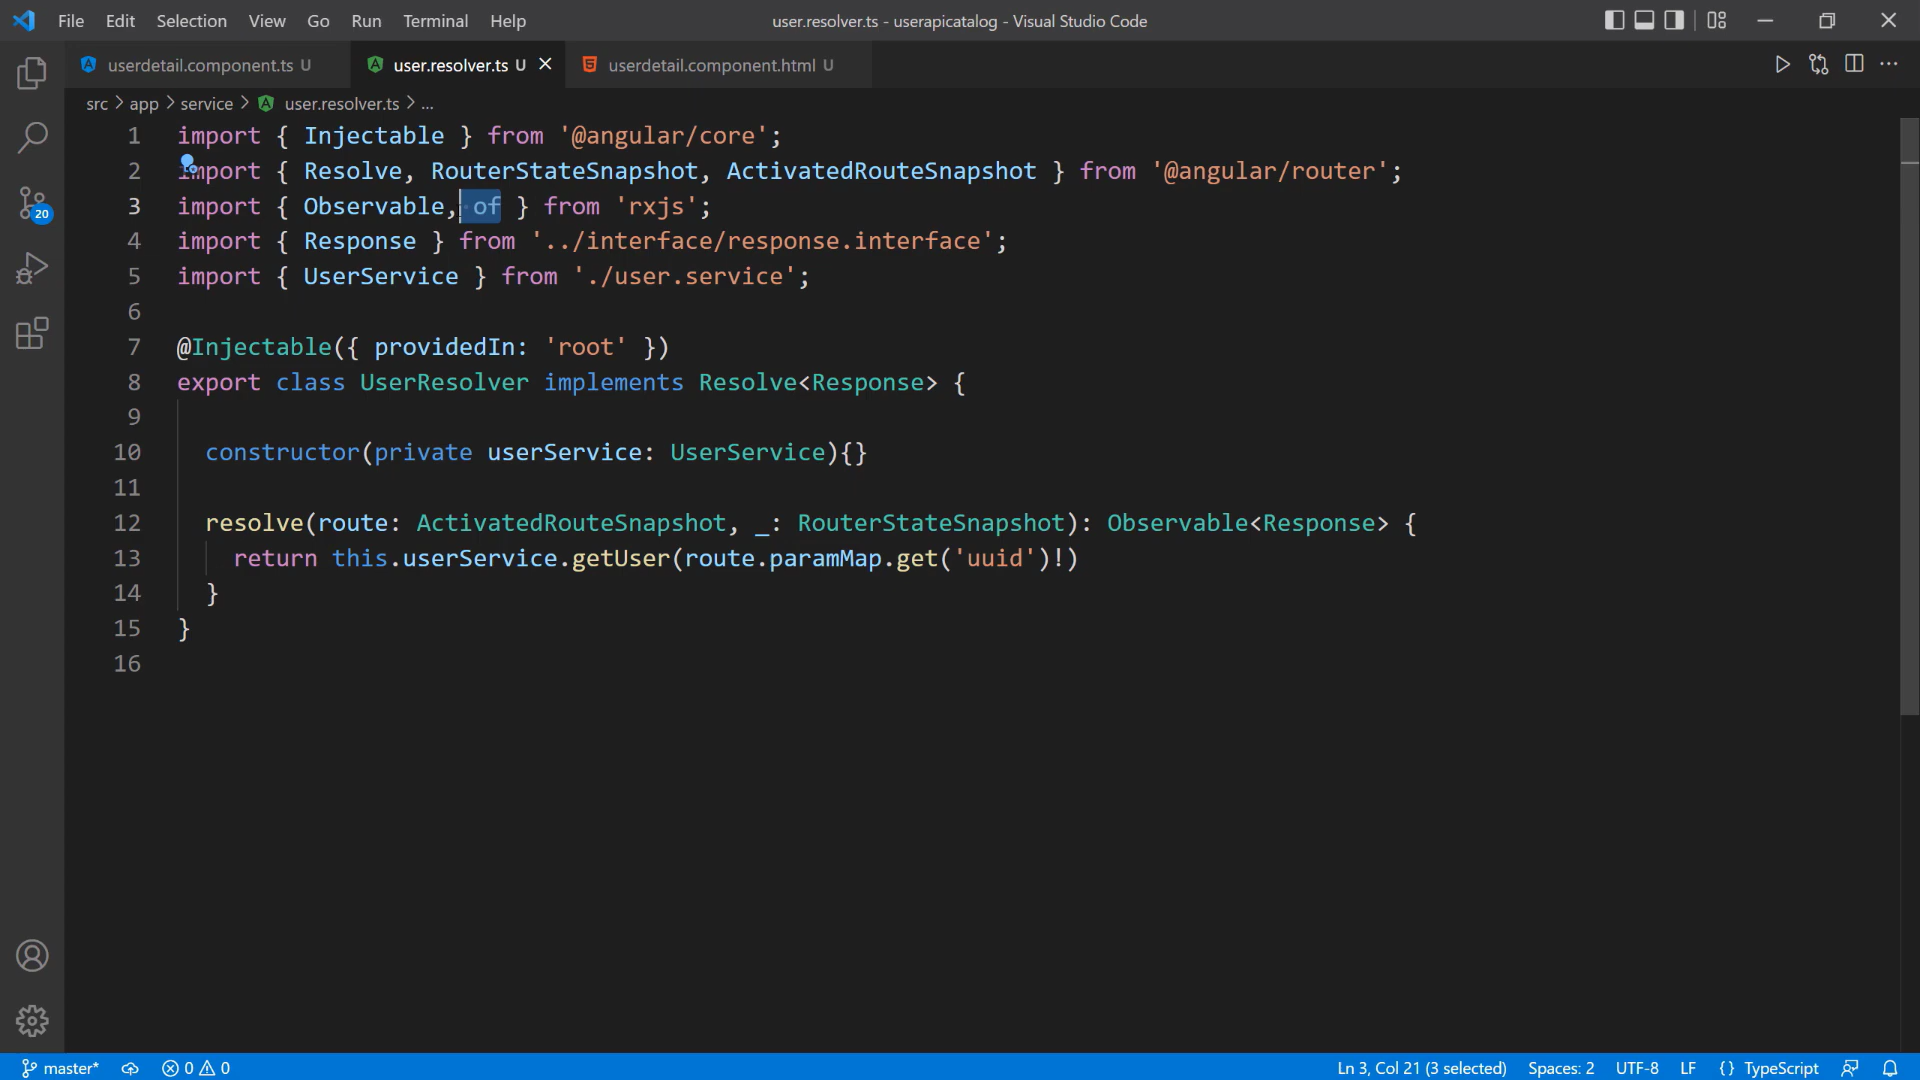 File Edit Selection View Go Run Terminal Help user.resolver.ts - userapicatalog - Visual Studio Code
userdetail.component.ts U user.resolver.ts U userdetail.component.html U
src > app > service > user.resolver.ts > ...
1 import { Injectable } from '@angular/core';
2 import { Resolve, RouterStateSnapshot, ActivatedRouteSnapshot } from '@angular/router';
3 import { Observable, of } from 'rxjs';
4 import { Response } from '../interface/response.interface';
5 import { UserService } from './user.service';
6
7 @Injectable({ providedIn: 'root' })
8 export class UserResolver implements Resolve<Response> {
9
10 constructor(private userService: UserService){}
11
12 resolve(route: ActivatedRouteSnapshot, _: RouterStateSnapshot): Observable<Response> {
13 return this.userService.getUser(route.paramMap.get('uuid')!)
14 }
15 }
16
20
master* 0 0 Ln 3, Col 21 (3 selected) Spaces: 2 UTF-8 LF {} TypeScript